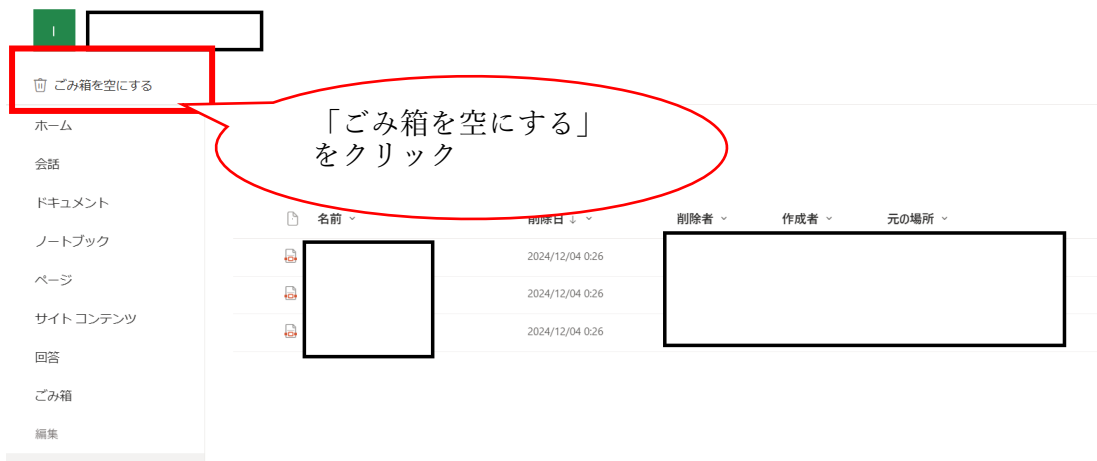 I
ごみ箱を空にする
「ごみ箱を空にする」
をクリック
ホーム
会話
ドキュメント
ノートブック
ページ
サイト コンテンツ
回答
ごみ箱
編集
名前 削除日 ↓ 削除者 作成者 元の場所
2024/12/04 0:26
2024/12/04 0:26
2024/12/04 0:26